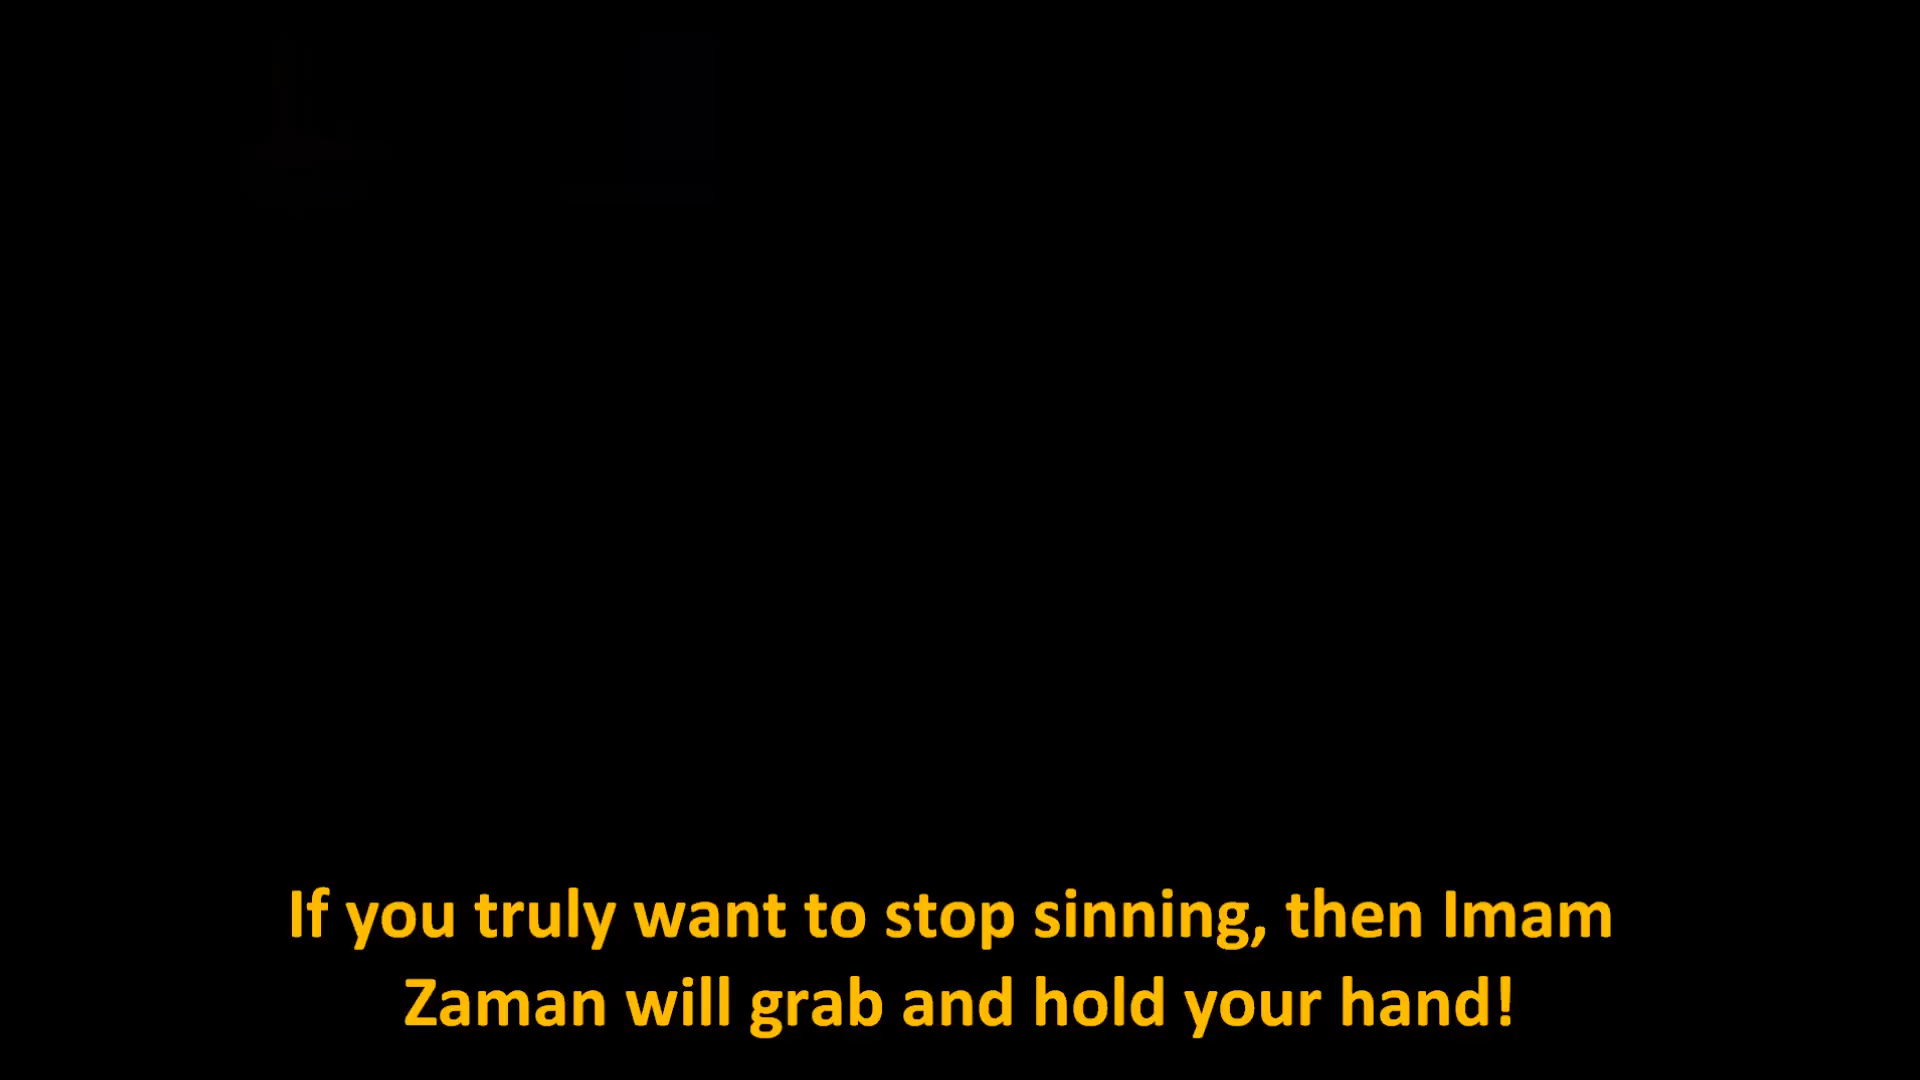 If you truly want to stop sinning, then Imam
Zaman will grab and hold your hand!